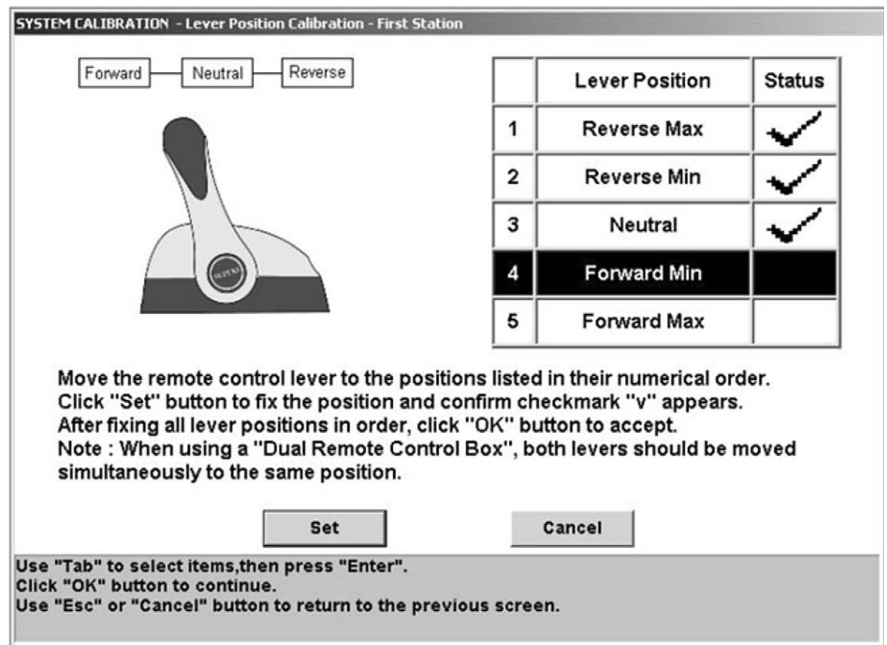 SYSTEM CALIBRATION - Lever Position Calibration - First Station
Forward Neutral Reverse
Lever Position Status
1 Reverse Max
2 Reverse Min
3 Neutral
4 Forward Min
5 Forward Max
SUZUKI
Move the remote control lever to the positions listed in their numerical order.
Click "Set" button to fix the position and confirm checkmark "v" appears.
After fixing all lever positions in order, click "OK" button to accept.
Note : When using a "Dual Remote Control Box", both levers should be moved
simultaneously to the same position.
Set Cancel
Use "Tab" to select items,then press "Enter".
Click "OK" button to continue.
Use "Esc" or "Cancel" button to return to the previous screen.